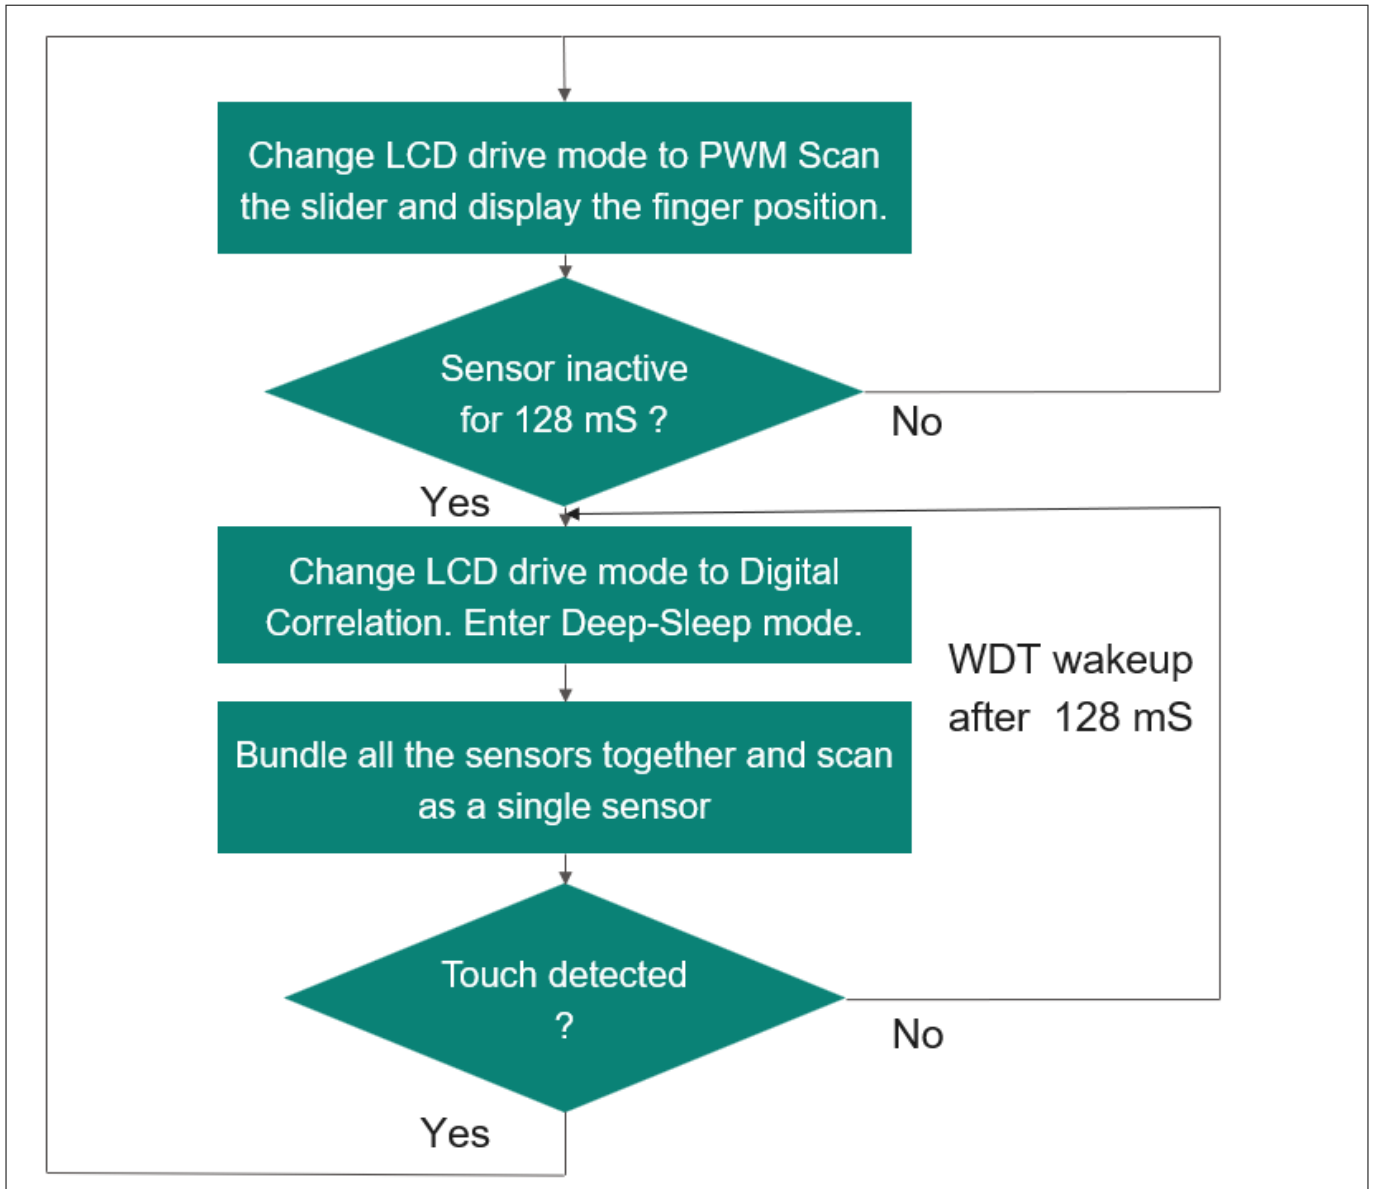 Change LCD drive mode to PWM Scan
the slider and display the finger position.
Sensor inactive
for 128 mS ?
No
Yes
Change LCD drive mode to Digital
Correlation. Enter Deep-Sleep mode.
WDT wakeup
after 128 mS
Bundle all the sensors together and scan
as a single sensor
Touch detected
?
No
Yes